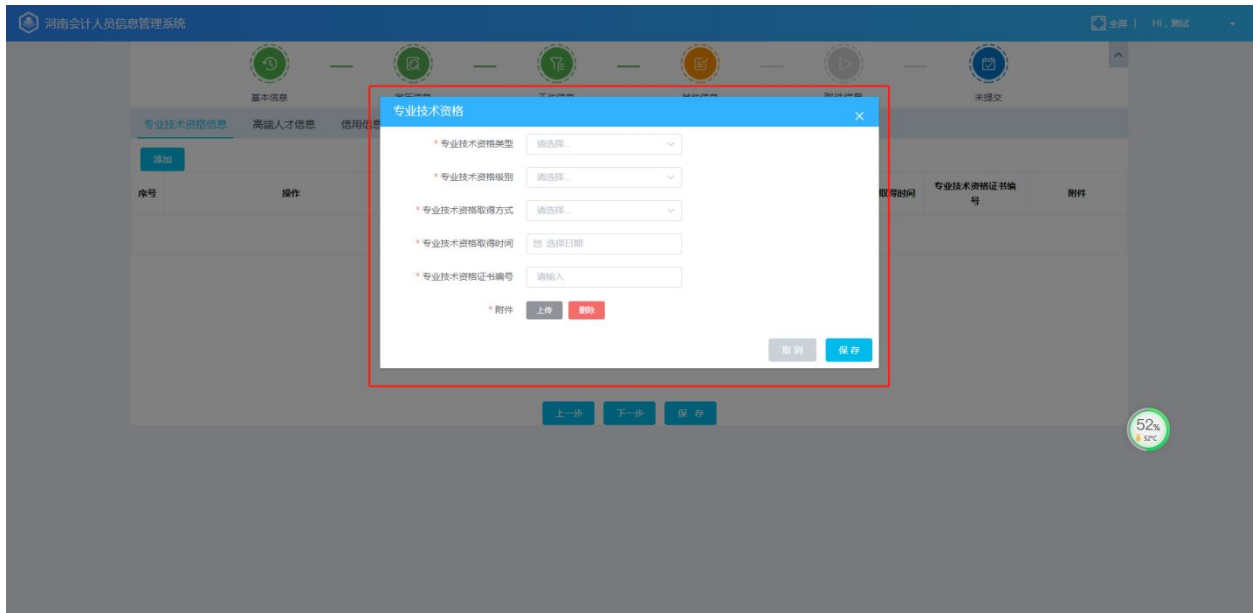 河南会计人员信息管理系统
全屏 | HI, 测试
基本信息
未提交
专业技术资格信息 高端人才信息 信用信息
添加
序号 操作 取得时间 专业技术资格证书编号 附件
专业技术资格
* 专业技术资格类型 请选择...
* 专业技术资格级别 请选择...
* 专业技术资格取得方式 请选择...
* 专业技术资格取得时间 选择日期
* 专业技术资格证书编号 请输入
* 附件 上传 删除
取消 保存
上一步 下一步 保存
52%
52°C